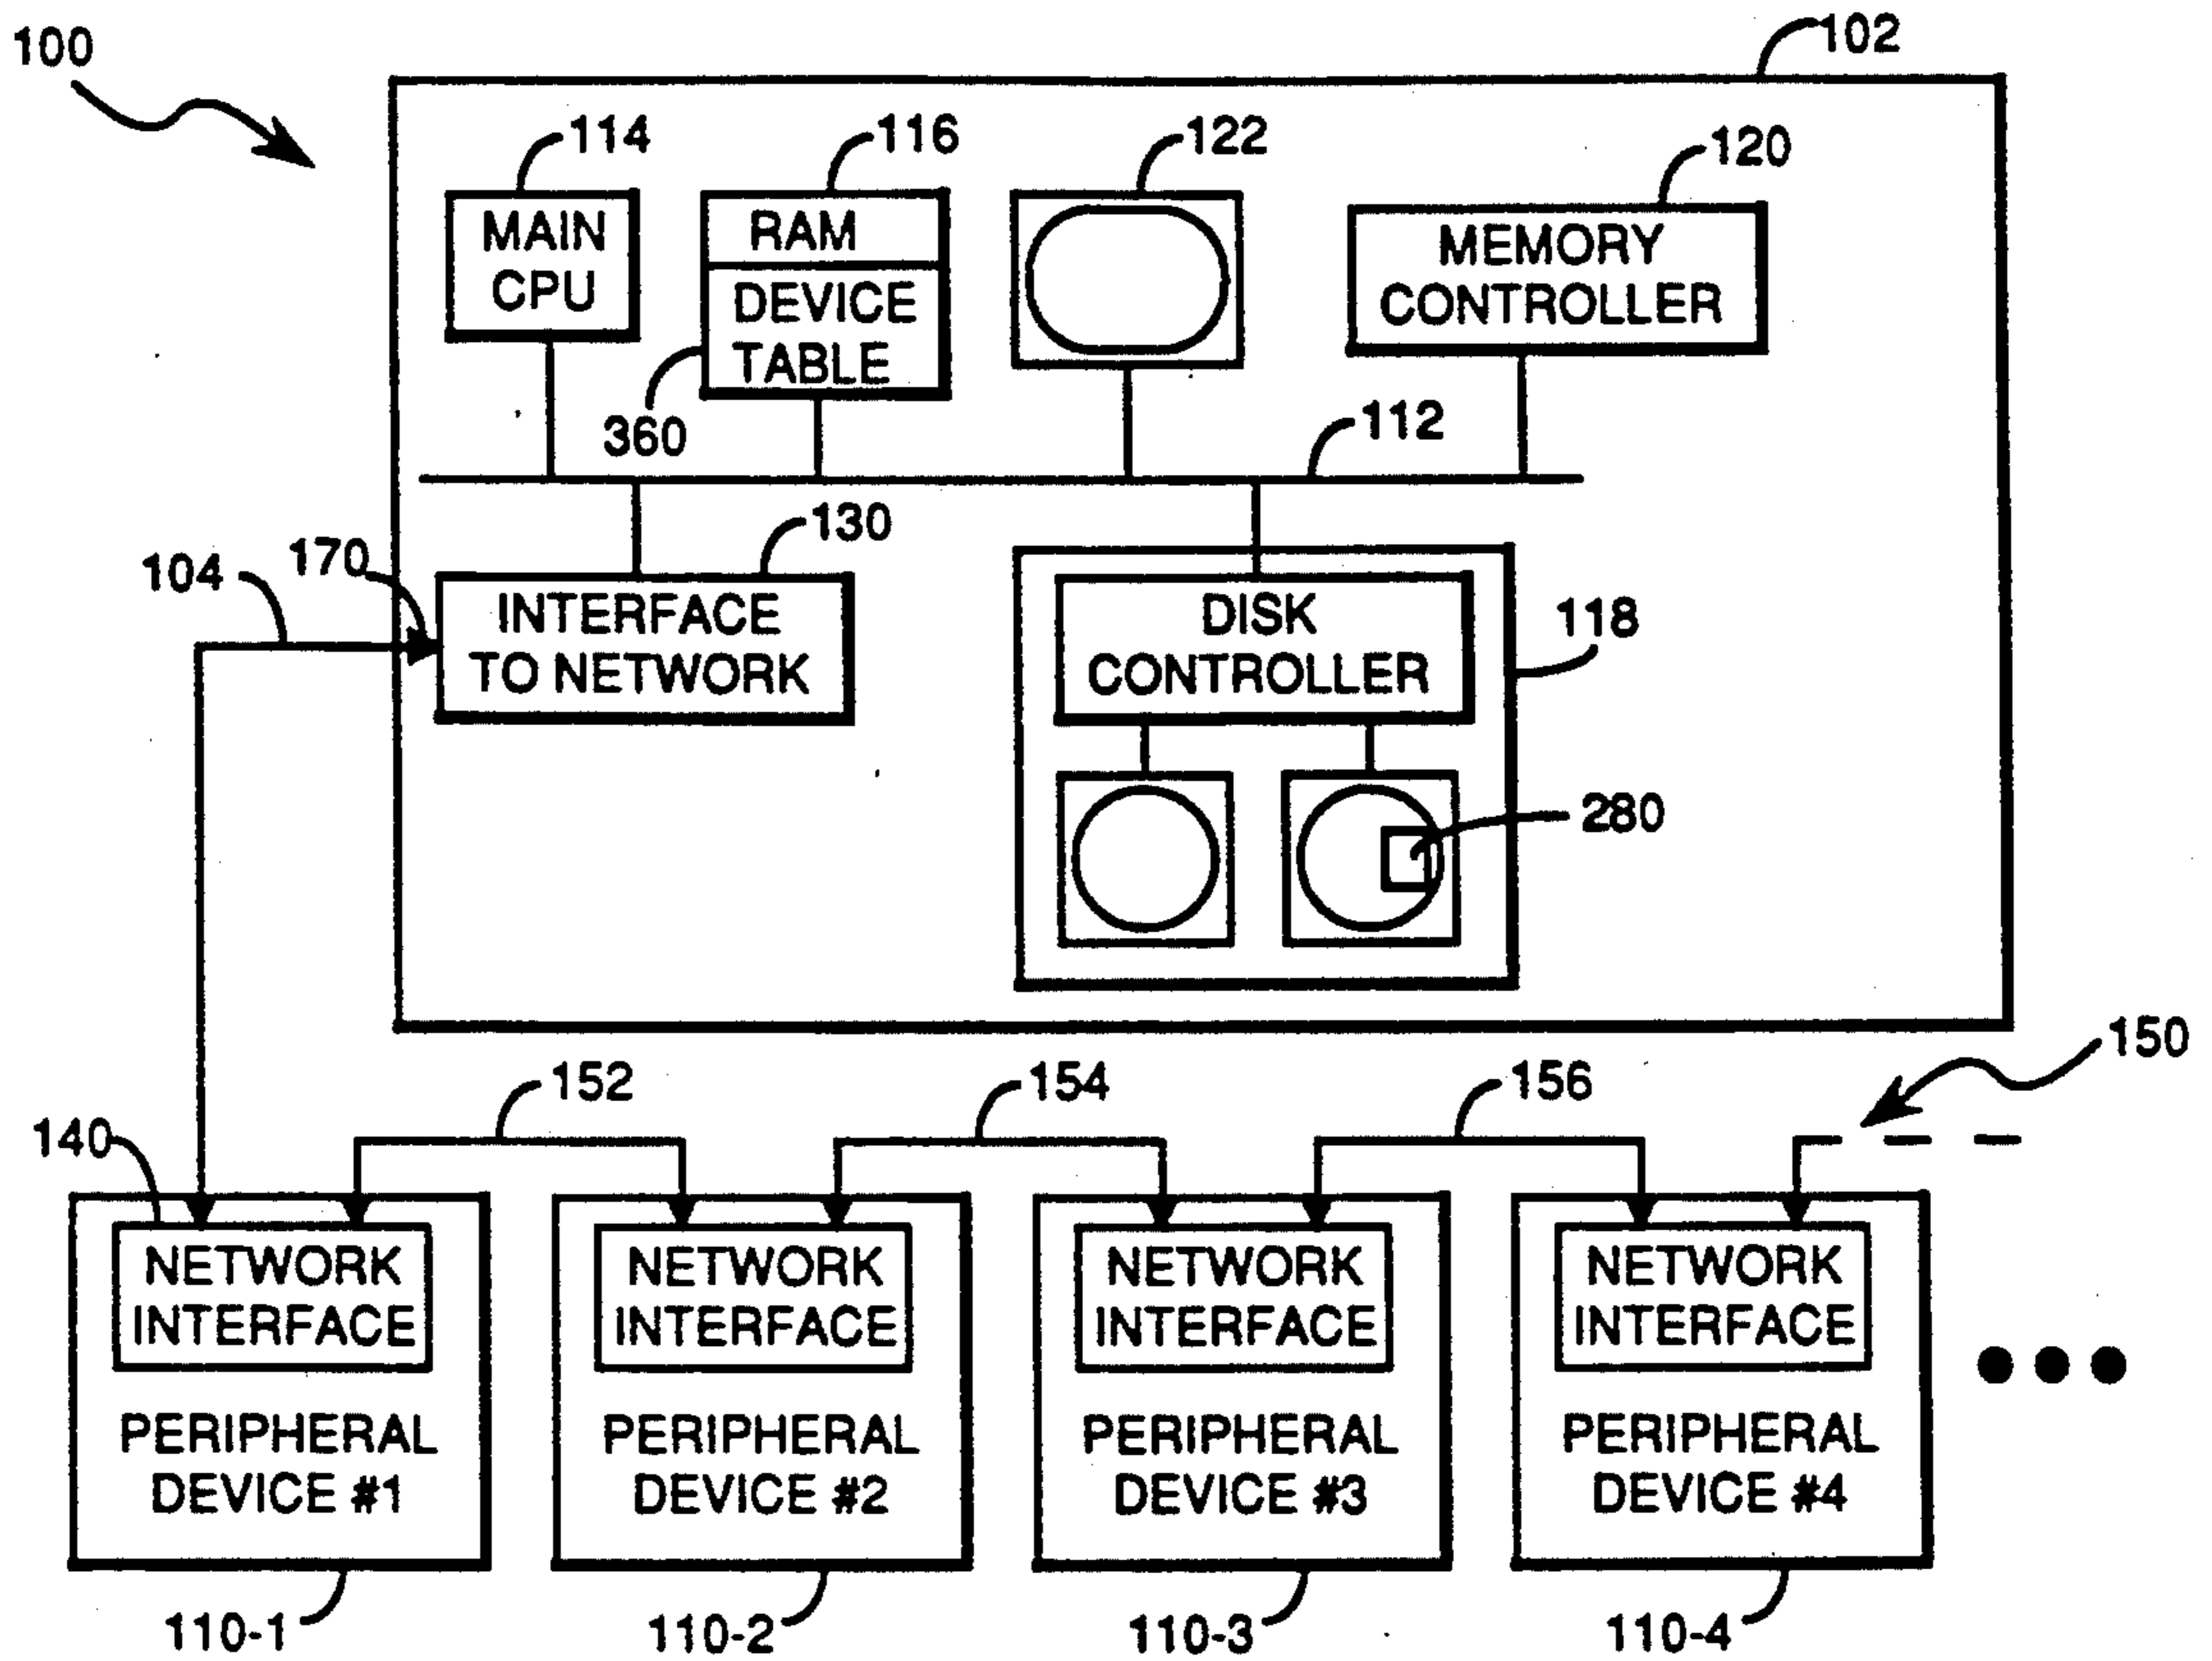 100
102
114
116
122
120
MAIN
CPU
RAM
DEVICE
TABLE
MEMORY
CONTROLLER
360
112
130
104
170
INTERFACE
TO NETWORK
DISK
CONTROLLER
118
280
150
152
154
156
140
NETWORK
INTERFACE
NETWORK
INTERFACE
NETWORK
INTERFACE
NETWORK
INTERFACE
PERIPHERAL
DEVICE #1
PERIPHERAL
DEVICE #2
PERIPHERAL
DEVICE #3
PERIPHERAL
DEVICE #4
110-1
110-2
110-3
110-4